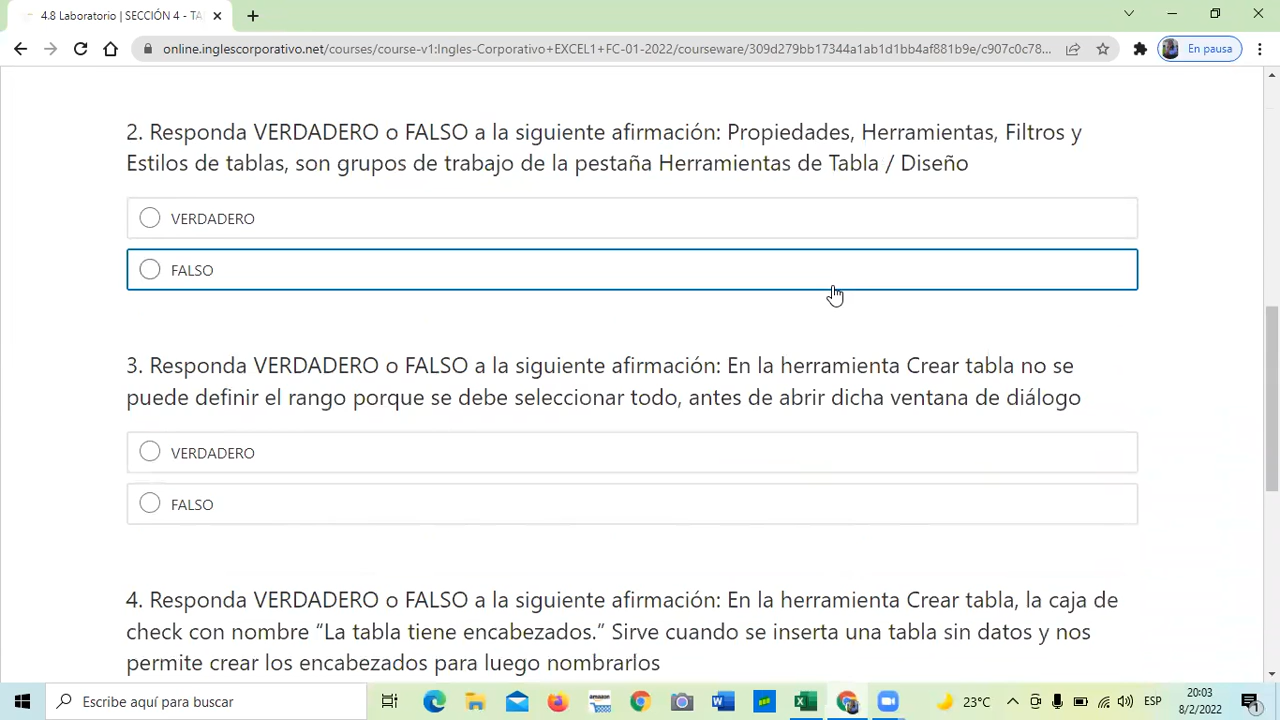 4.8 Laboratorio | SECCIÓN 4 - TA
En pausa
online.inglescorporativo.net/courses/course-v1:Ingles-Corporativo+EXCEL1+FC-01-2022/courseware/309d279bb17344a1ab1d1bb4af881b9e/c907c0c78...
2. Responda VERDADERO o FALSO a la siguiente afirmación: Propiedades, Herramientas, Filtros y
Estilos de tablas, son grupos de trabajo de la pestaña Herramientas de Tabla / Diseño
VERDADERO
FALSO
3. Responda VERDADERO o FALSO a la siguiente afirmación: En la herramienta Crear tabla no se
puede definir el rango porque se debe seleccionar todo, antes de abrir dicha ventana de diálogo
VERDADERO
FALSO
4. Responda VERDADERO o FALSO a la siguiente afirmación: En la herramienta Crear tabla, la caja de
check con nombre “La tabla tiene encabezados.” Sirve cuando se inserta una tabla sin datos y nos
permite crear los encabezados para luego nombrarlos
Escribe aquí para buscar
23°C
ESP
20:03
8/2/2022